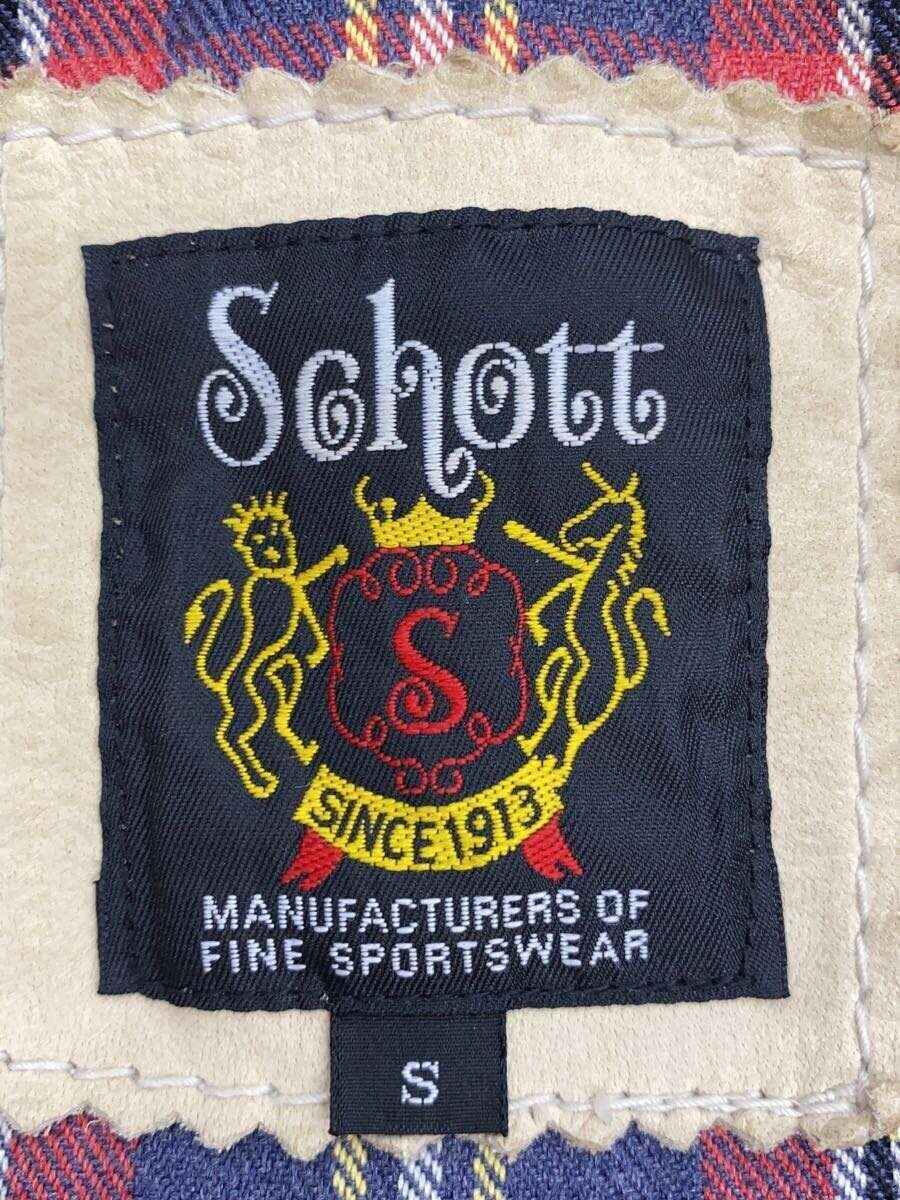 Schott
S
SINCE 1913
MANUFACTURERS OF
FINE SPORTSWEAR
S